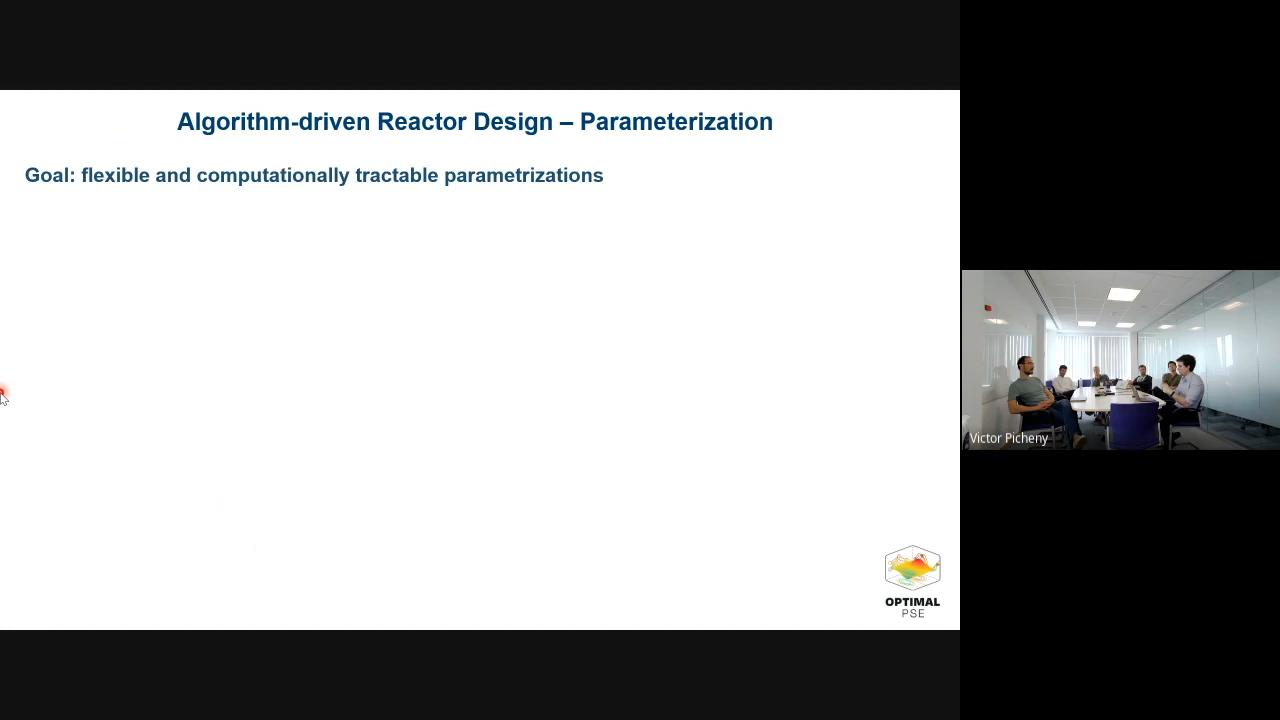 Algorithm-driven Reactor Design – Parameterization
Goal: flexible and computationally tractable parametrizations
Victor Picheny
OPTIMAL
PSE